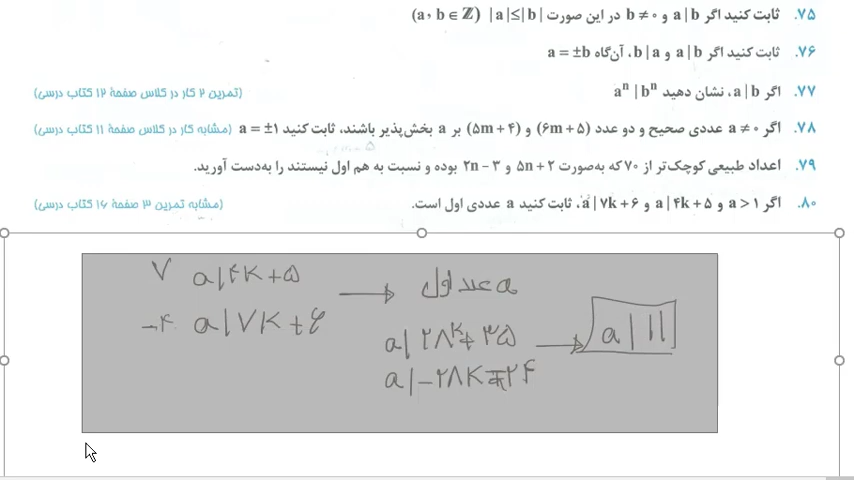 ۷۵. ثابت کنید اگر a | b و b ≠ ۰ در این صورت |a| ≤ |b| (a, b ∈ ℤ)
۷۶. ثابت کنید اگر a | b و b | a، آن‌گاه a = ±b
۷۷. اگر a | b، نشان دهید aⁿ | bⁿ (تمرین ۲ کار در کلاس صفحهٔ ۱۲ کتاب درسی)
۷۸. اگر a ≠ ۰ عددی صحیح و دو عدد (۶m + ۵) و (۵m + ۴) بر a بخش‌پذیر باشند، ثابت کنید a = ±۱ (مشابه کار در کلاس صفحهٔ ۱۱ کتاب درسی)
۷۹. اعداد طبیعی کوچک‌تر از ۷۰ که به‌صورت ۵n + ۲ و ۲n − ۳ بوده و نسبت به هم اول نیستند را به‌دست آورید.
۸۰. اگر a > ۱ و a | ۴k + ۵ و a | ۷k + ۶، ثابت کنید a عددی اول است. (مشابه تمرین ۳ صفحهٔ ۱۶ کتاب درسی)
۷ a | ۴k + ۵ → a عدد اول
−۴ a | ۷k + ۶
a | ۲۸k + ۳۵ → a | ۱۱
a | −۲۸k − ۲۴